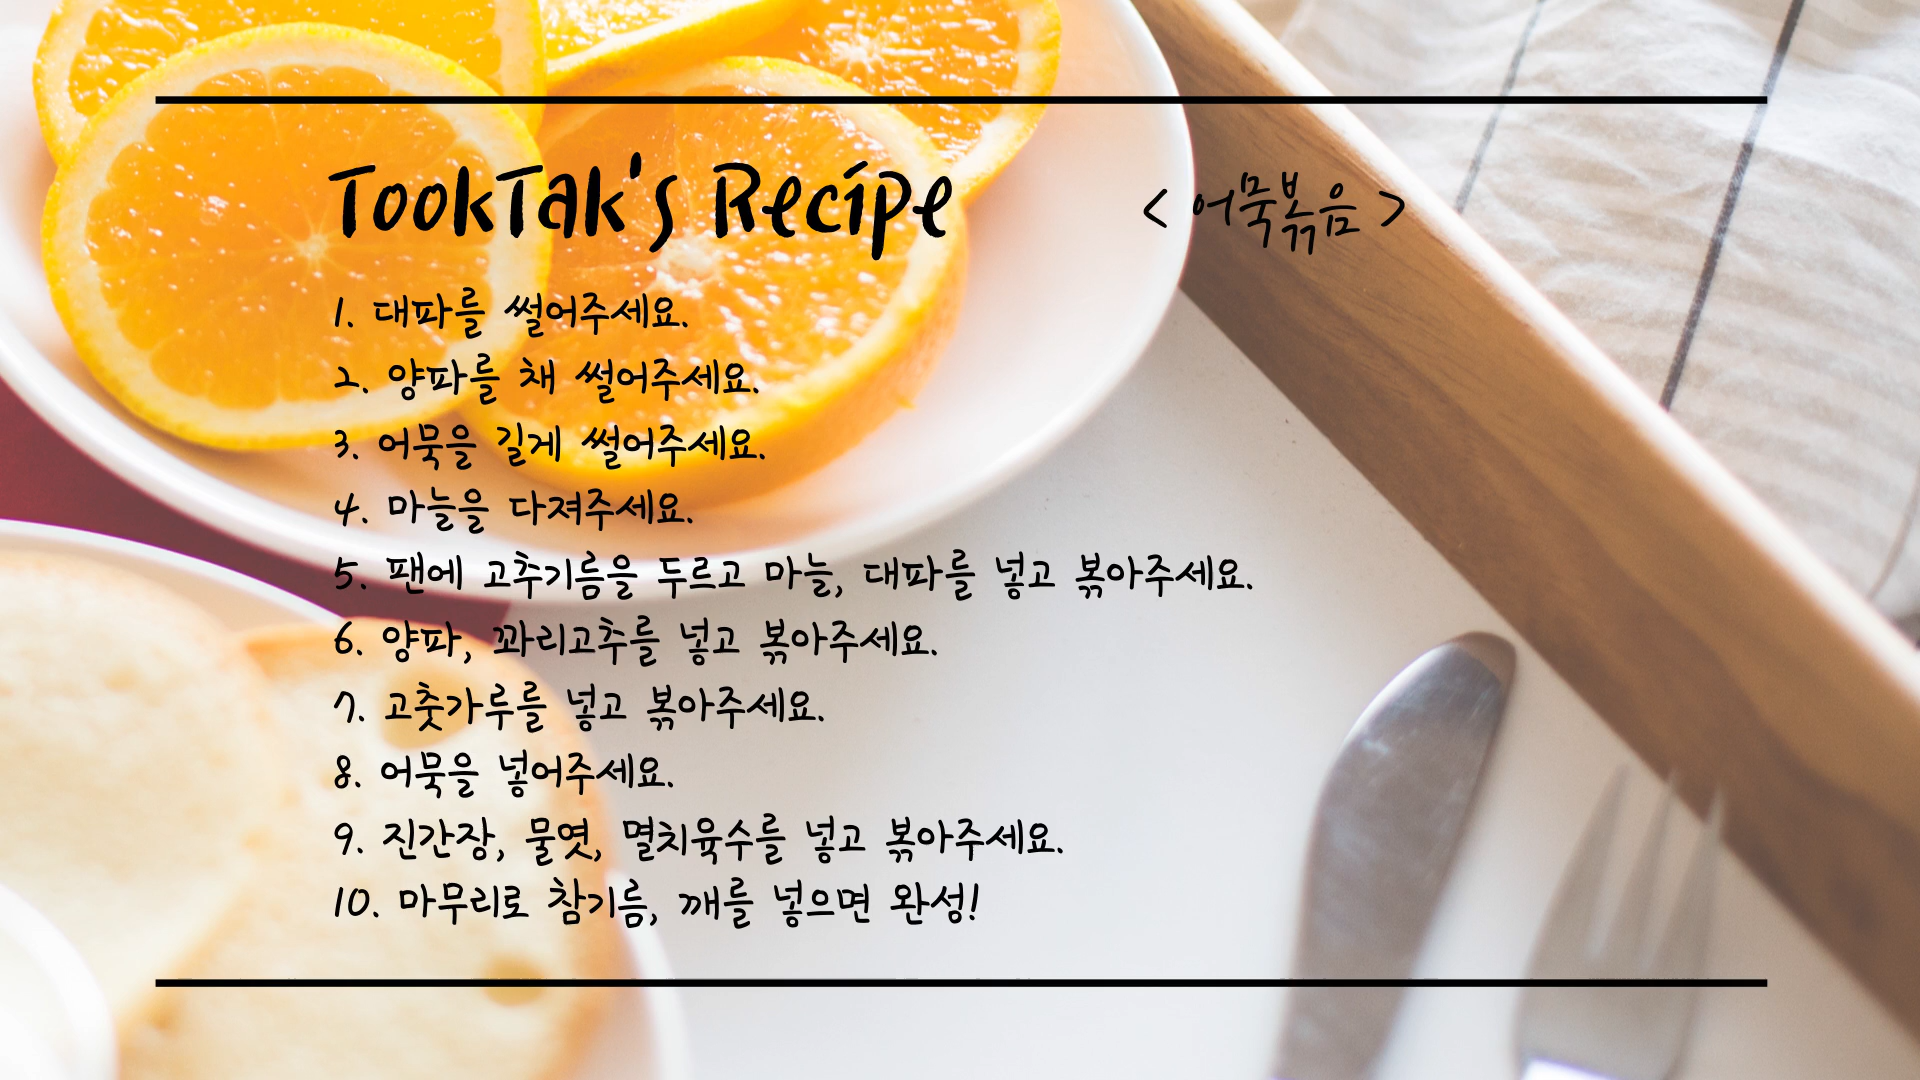 TookTak's Recipe <어묵볶음>
1. 대파를 썰어주세요.
2. 양파를 채 썰어주세요.
3. 어묵을 길게 썰어주세요.
4. 마늘을 다져주세요.
5. 팬에 고추기름을 두르고 마늘, 대파를 넣고 볶아주세요.
6. 양파, 꽈리고추를 넣고 볶아주세요.
7. 고춧가루를 넣고 볶아주세요.
8. 어묵을 넣어주세요.
9. 진간장, 물엿, 멸치육수를 넣고 볶아주세요.
10. 마무리로 참기름, 깨를 넣으면 완성!